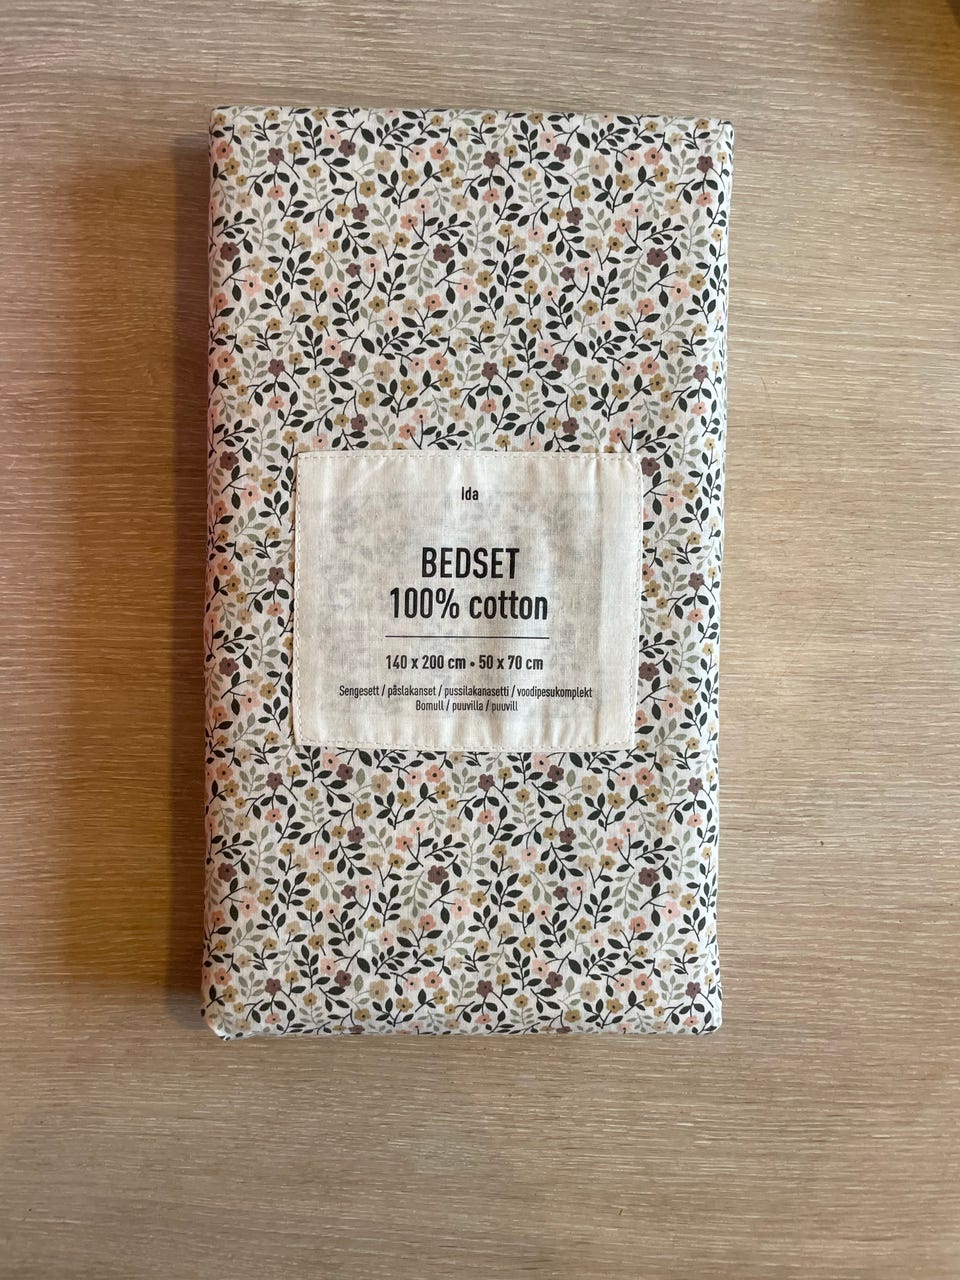 Ida
BEDSET
100% cotton
140 x 200 cm • 50 x 70 cm
Sengesett / påslakanset / pussilakanasetti / voodipesukomplekt
Bomull / puuvilla / puuvill